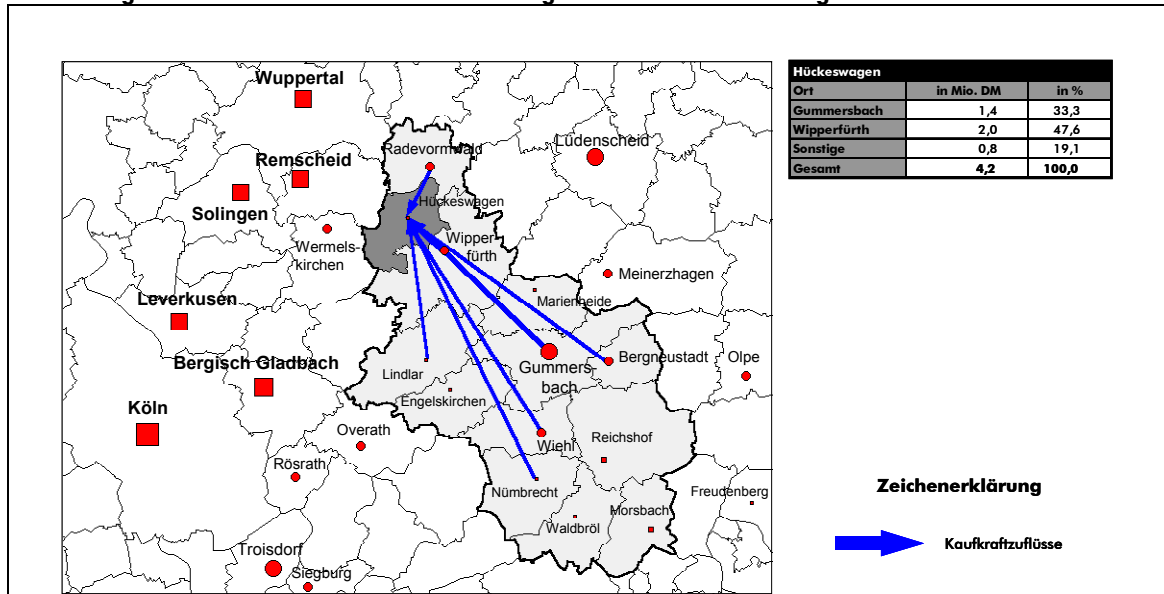 Wuppertal
Remscheid
Solingen
Radevormwald
Lüdenscheid
Hückeswagen
Wermels-
kirchen
Wipper
fürth
Meinerzhagen
Leverkusen
Marienheide
Bergisch Gladbach
Lindlar
Gummers-
bach
Bergneustadt
Olpe
Engelskirchen
Köln
Overath
Wiehl
Reichshof
Rösrath
Nümbrecht
Freudenberg
Waldbröl
Morsbach
Troisdorf
Siegburg
Hückeswagen
Ort in Mio. DM in %
Gummersbach 1,4 33,3
Wipperfürth 2,0 47,6
Sonstige 0,8 19,1
Gesamt 4,2 100,0
Zeichenerklärung
Kaufkraftzuflüsse